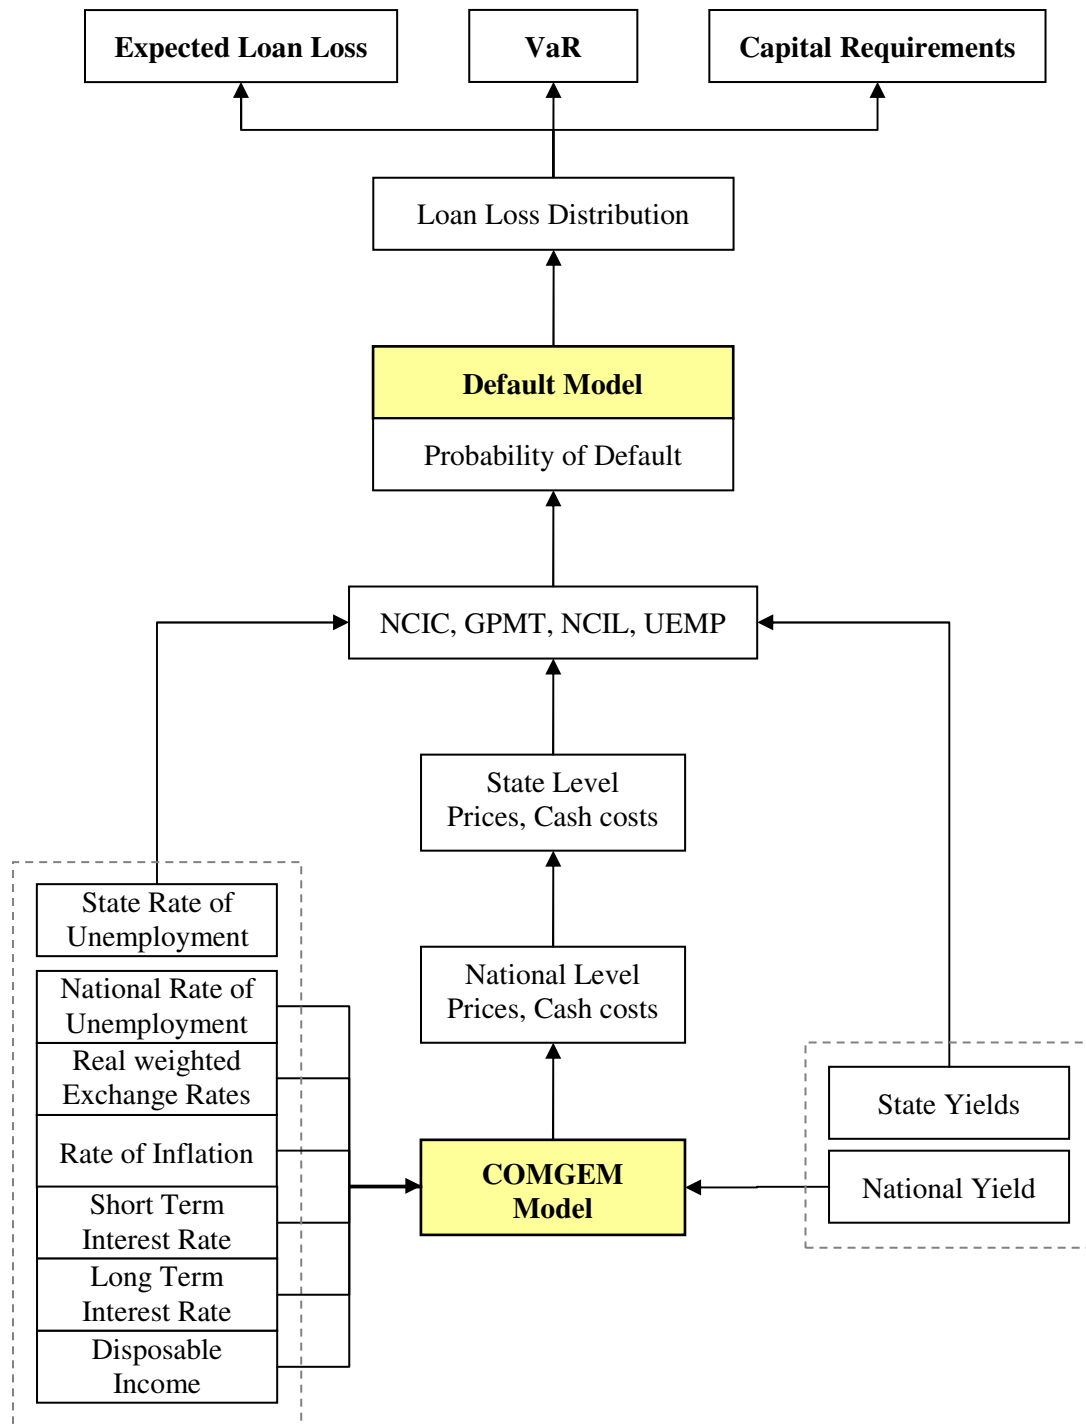 Expected Loan Loss
VaR
Capital Requirements
Loan Loss Distribution
Default Model
Probability of Default
NCIC, GPMT, NCIL, UEMP
State Level
Prices, Cash costs
State Rate of
Unemployment
National Level
Prices, Cash costs
National Rate of
Unemployment
Real weighted
Exchange Rates
Rate of Inflation
Short Term
Interest Rate
Long Term
Interest Rate
Disposable
Income
COMGEM
Model
State Yields
National Yield